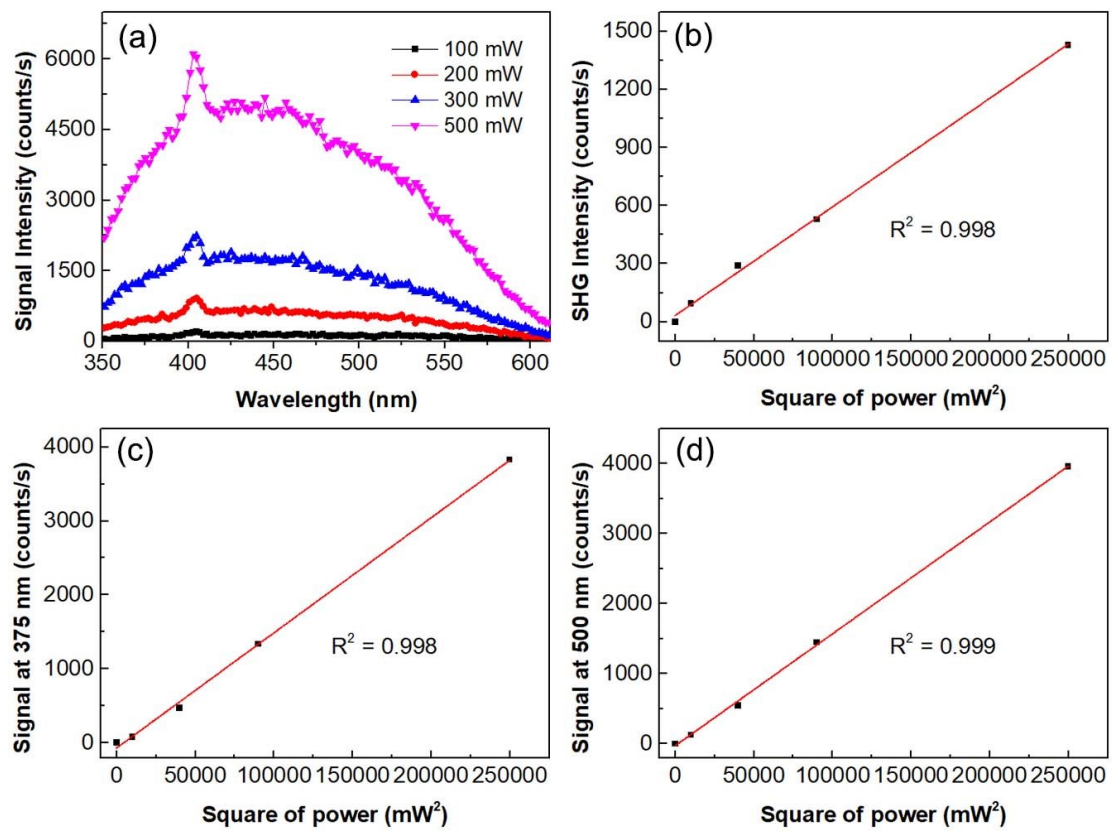 (a)
100 mW
200 mW
300 mW
500 mW
6000
4500
3000
1500
0
350
400
450
500
550
600
Signal Intensity (counts/s)
Wavelength (nm)
(b)
1500
1200
900
600
300
0
0
50000
100000
150000
200000
250000
R² = 0.998
SHG Intensity (counts/s)
Square of power (mW²)
(c)
4000
3000
2000
1000
0
0
50000
100000
150000
200000
250000
R² = 0.998
Signal at 375 nm (counts/s)
Square of power (mW²)
(d)
4000
3000
2000
1000
0
0
50000
100000
150000
200000
250000
R² = 0.999
Signal at 500 nm (counts/s)
Square of power (mW²)